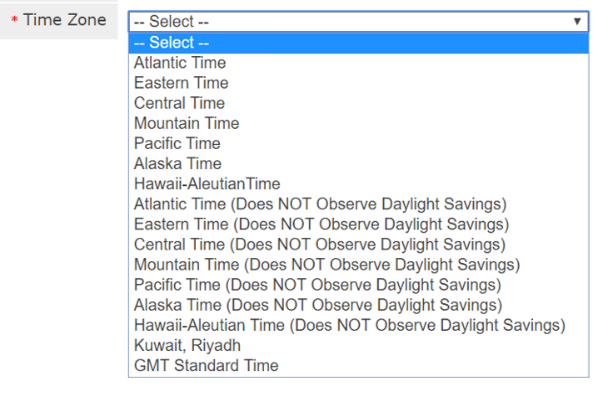 * Time Zone
-- Select --
-- Select --
Atlantic Time
Eastern Time
Central Time
Mountain Time
Pacific Time
Alaska Time
Hawaii-AleutianTime
Atlantic Time (Does NOT Observe Daylight Savings)
Eastern Time (Does NOT Observe Daylight Savings)
Central Time (Does NOT Observe Daylight Savings)
Mountain Time (Does NOT Observe Daylight Savings)
Pacific Time (Does NOT Observe Daylight Savings)
Alaska Time (Does NOT Observe Daylight Savings)
Hawaii-Aleutian Time (Does NOT Observe Daylight Savings)
Kuwait, Riyadh
GMT Standard Time